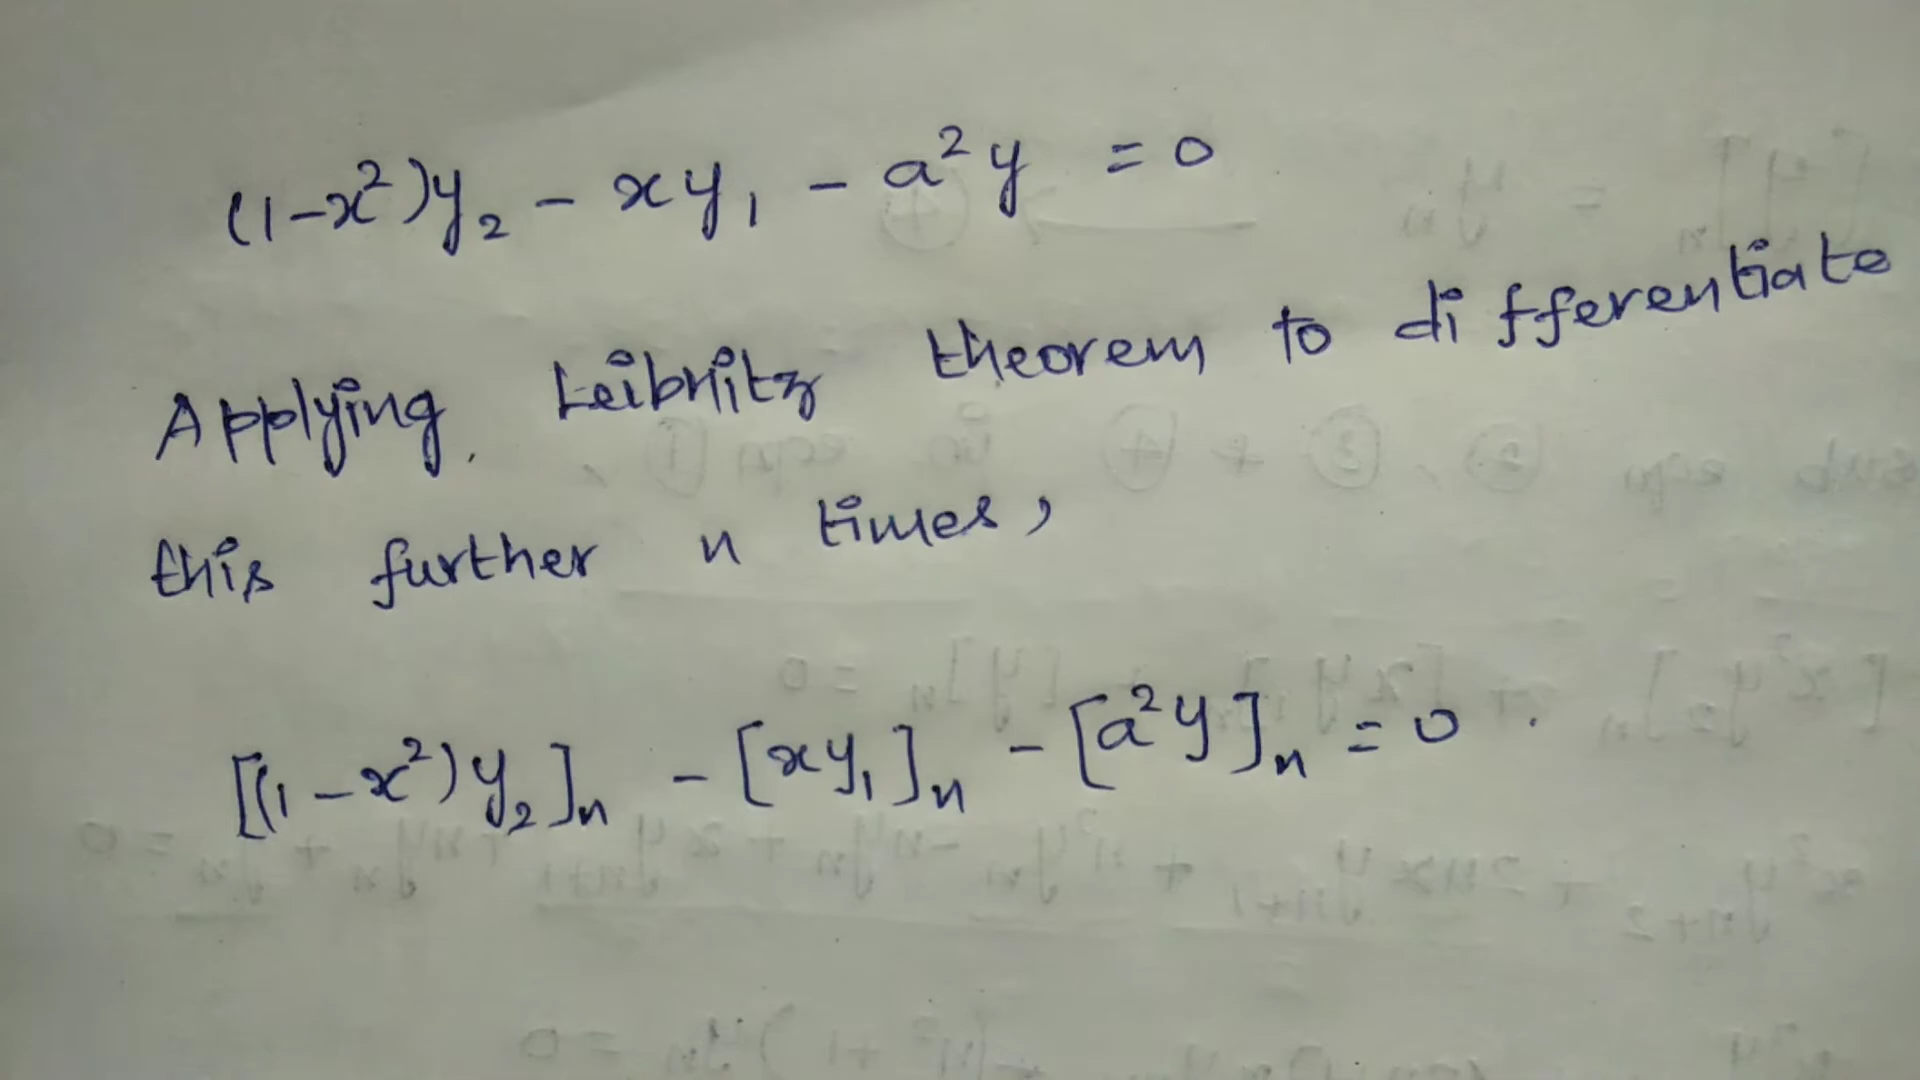 (1-x²)y₂ - xy₁ - a²y = 0
Applying Leibnitz theorem to differentiate
this further n times,
[(1-x²)y₂]ₙ - [xy₁]ₙ - [a²y]ₙ = 0.